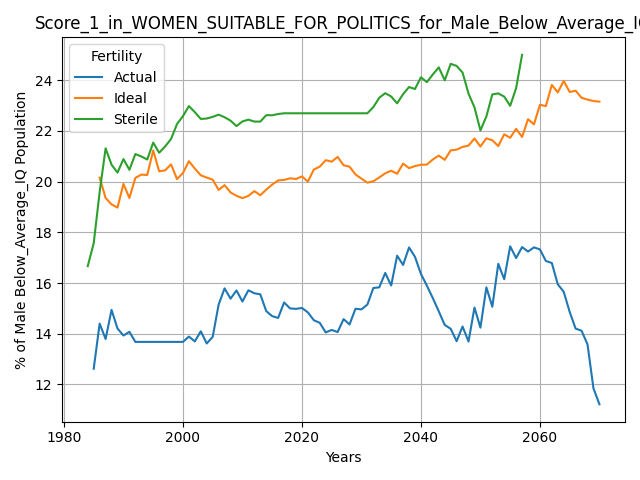 Score_1_in_WOMEN_SUITABLE_FOR_POLITICS_for_Male_Below_Average_IQ
Fertility
Actual
Ideal
Sterile
% of Male Below_Average_IQ Population
24
22
20
18
16
14
12
1980
2000
2020
2040
2060
Years